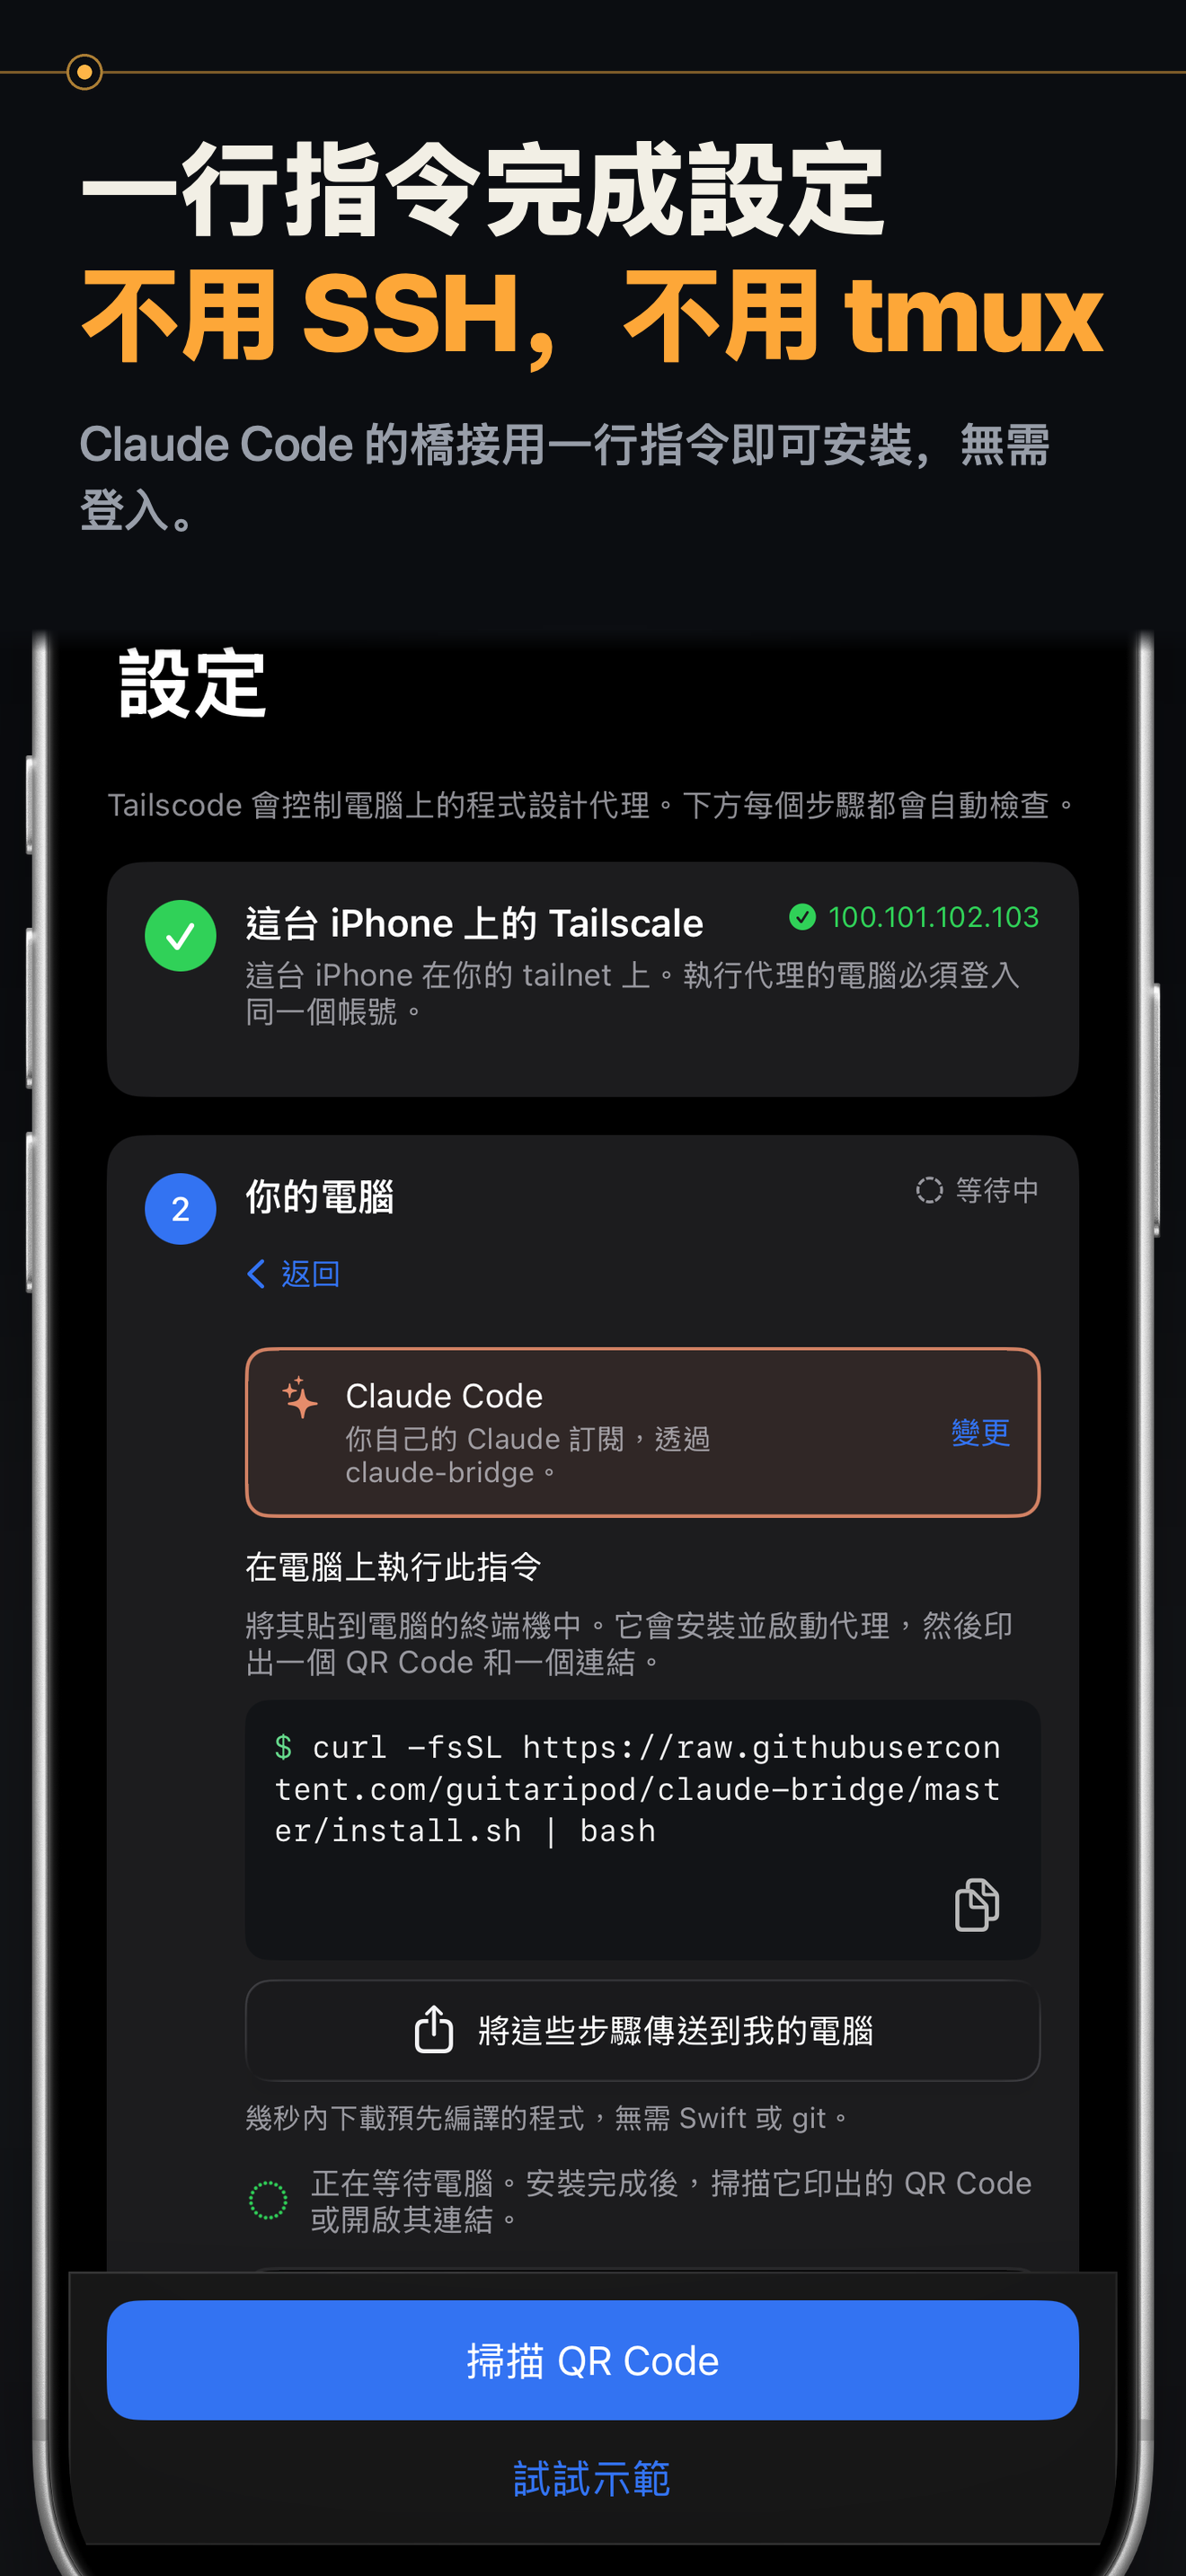 一行指令完成設定
不用 SSH，不用 tmux
Claude Code 的橋接用一行指令即可安裝，無需
登入。
設定
Tailscode 會控制電腦上的程式設計代理。下方每個步驟都會自動檢查。
這台 iPhone 上的 Tailscale
100.101.102.103
這台 iPhone 在你的 tailnet 上。執行代理的電腦必須登入
同一個帳號。
2
你的電腦
等待中
返回
Claude Code
你自己的 Claude 訂閱，透過
claude-bridge。
變更
在電腦上執行此指令
將其貼到電腦的終端機中。它會安裝並啟動代理，然後印
出一個 QR Code 和一個連結。
$ curl -fsSL https://raw.githubusercon
tent.com/guitaripod/claude-bridge/mast
er/install.sh | bash
將這些步驟傳送到我的電腦
幾秒內下載預先編譯的程式，無需 Swift 或 git。
正在等待電腦。安裝完成後，掃描它印出的 QR Code
或開啟其連結。
掃描 QR Code
試試示範